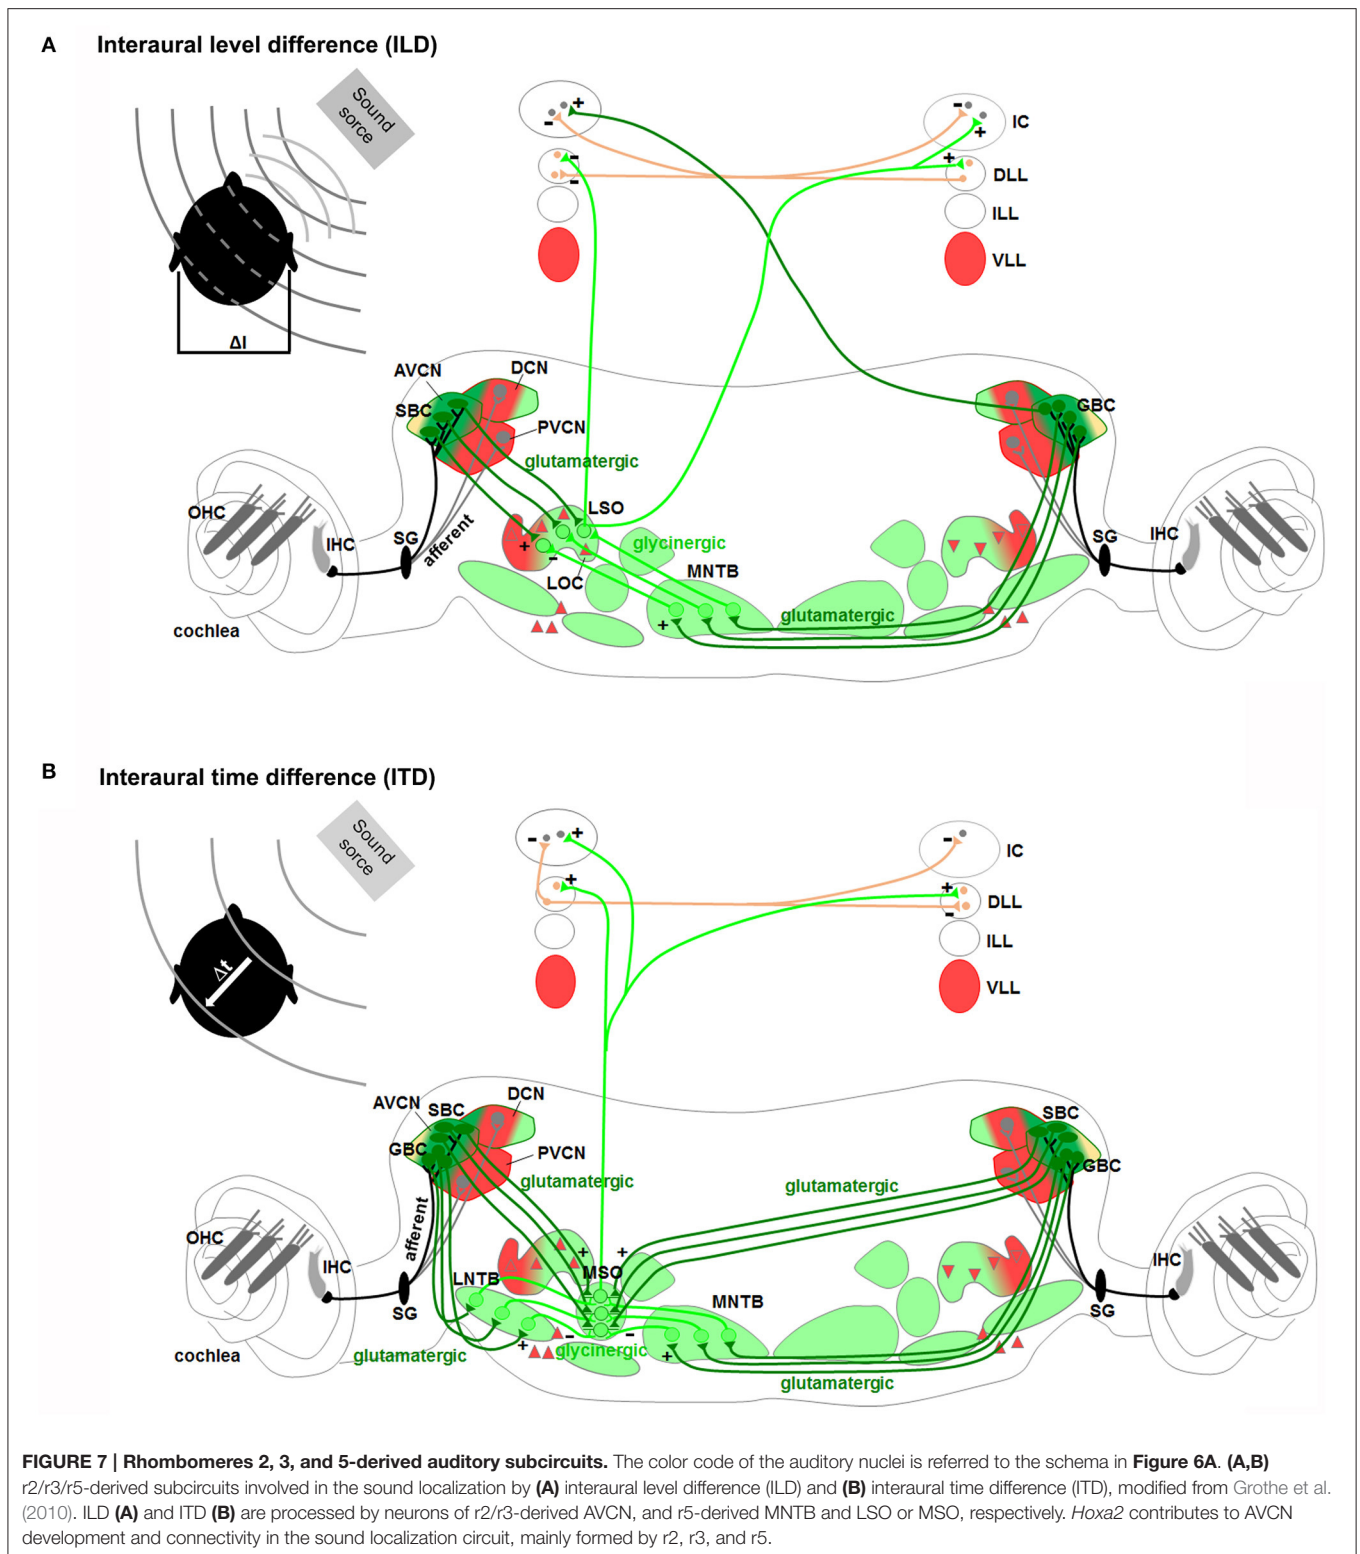 A Interaural level difference (ILD)
Sound
sorce
ΔI
+
-
-
-
-
+
+
IC
DLL
ILL
VLL
AVCN
DCN
SBC
PVCN
GBC
glutamatergic
OHC
IHC
SG
afferent
LSO
+
-
glycinergic
LOC
MNTB
+
glutamatergic
SG
IHC
cochlea
B Interaural time difference (ITD)
Sound
sorce
Δt
-
+
+
-
+
-
IC
DLL
ILL
VLL
AVCN
SBC
DCN
GBC
PVCN
SBC
GBC
glutamatergic
glutamatergic
OHC
IHC
SG
afferent
LNTB
+
+
MSO
MNTB
-
-
+
glycinergic
+
IHC
SG
cochlea
glutamatergic
glutamatergic
FIGURE 7 | Rhombomeres 2, 3, and 5-derived auditory subcircuits. The color code of the auditory nuclei is referred to the schema in Figure 6A. (A,B)
r2/r3/r5-derived subcircuits involved in the sound localization by (A) interaural level difference (ILD) and (B) interaural time difference (ITD), modified from Grothe et al.
(2010). ILD (A) and ITD (B) are processed by neurons of r2/r3-derived AVCN, and r5-derived MNTB and LSO or MSO, respectively. Hoxa2 contributes to AVCN
development and connectivity in the sound localization circuit, mainly formed by r2, r3, and r5.